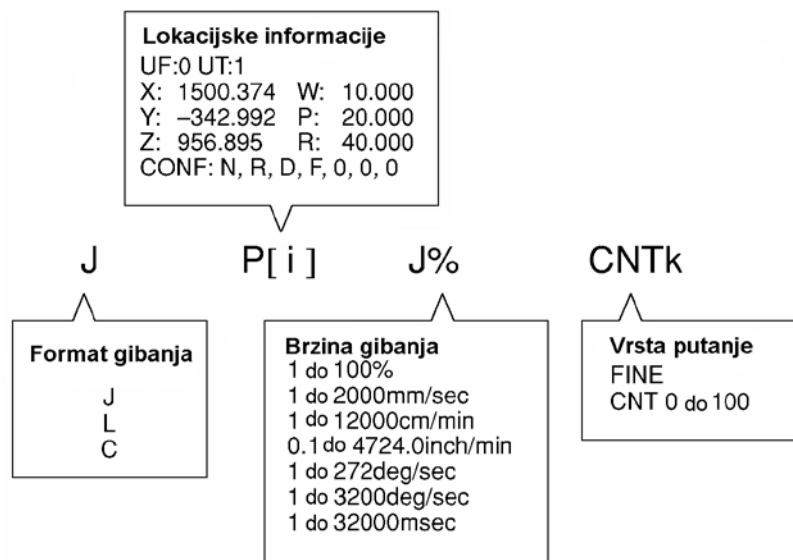 Lokacijske informacije
UF:0 UT:1
X: 1500.374 W: 10.000
Y: –342.992 P: 20.000
Z: 956.895 R: 40.000
CONF: N, R, D, F, 0, 0, 0
J P[ i ] J% CNTk
Format gibanja
J
L
C
Brzina gibanja
1 do 100%
1 do 2000mm/sec
1 do 12000cm/min
0.1 do 4724.0inch/min
1 do 272deg/sec
1 do 3200deg/sec
1 do 32000msec
Vrsta putanje
FINE
CNT 0 do 100